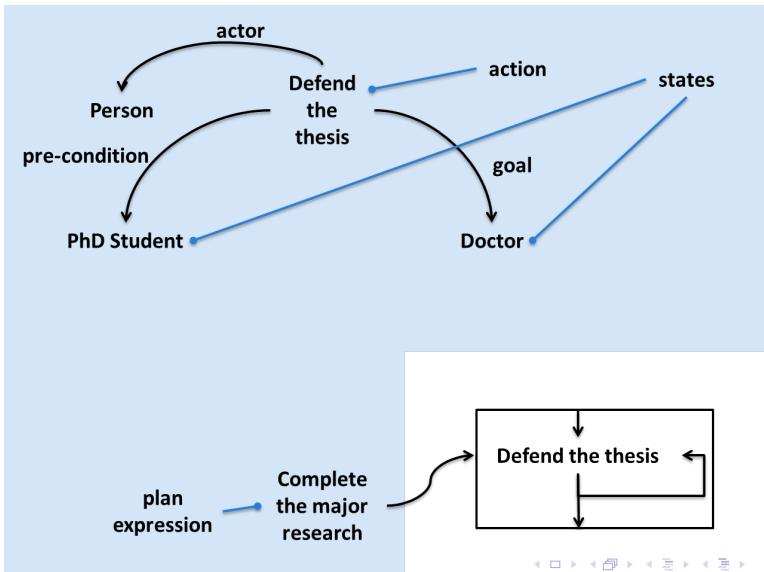 actor
action
states
Person
Defend
the
thesis
pre-condition
goal
PhD Student
Doctor
Defend the thesis
plan
expression
Complete
the major
research